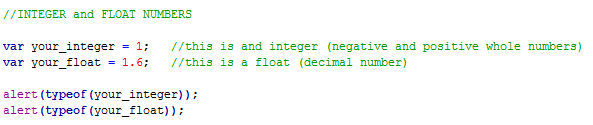 //INTEGER and FLOAT NUMBERS
var your_integer = 1;   //this is and integer (negative and positive whole numbers)
var your_float = 1.6;   //this is a float (decimal number)
alert(typeof(your_integer));
alert(typeof(your_float));